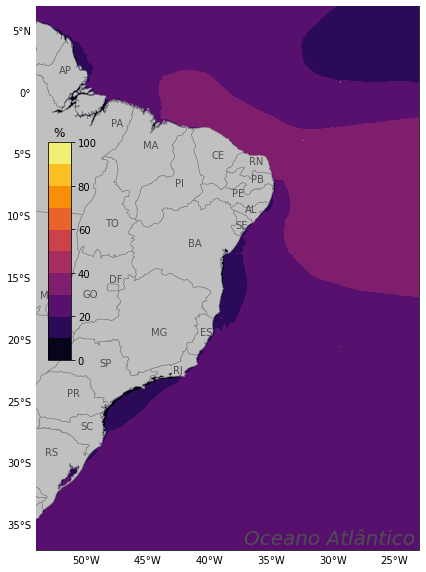 5°N
AP
0°
PA
% 100
MA
CE
5°S
RN
80
PI
PB
PE
10°S
AL
60
TO
SE
BA
40
15°S
DF
M
GO
20
20°S
MG
ES
0
SP
RJ
PR
25°S
SC
30°S
RS
35°S
Oceano Atlântico
50°W 45°W 40°W 35°W 30°W 25°W